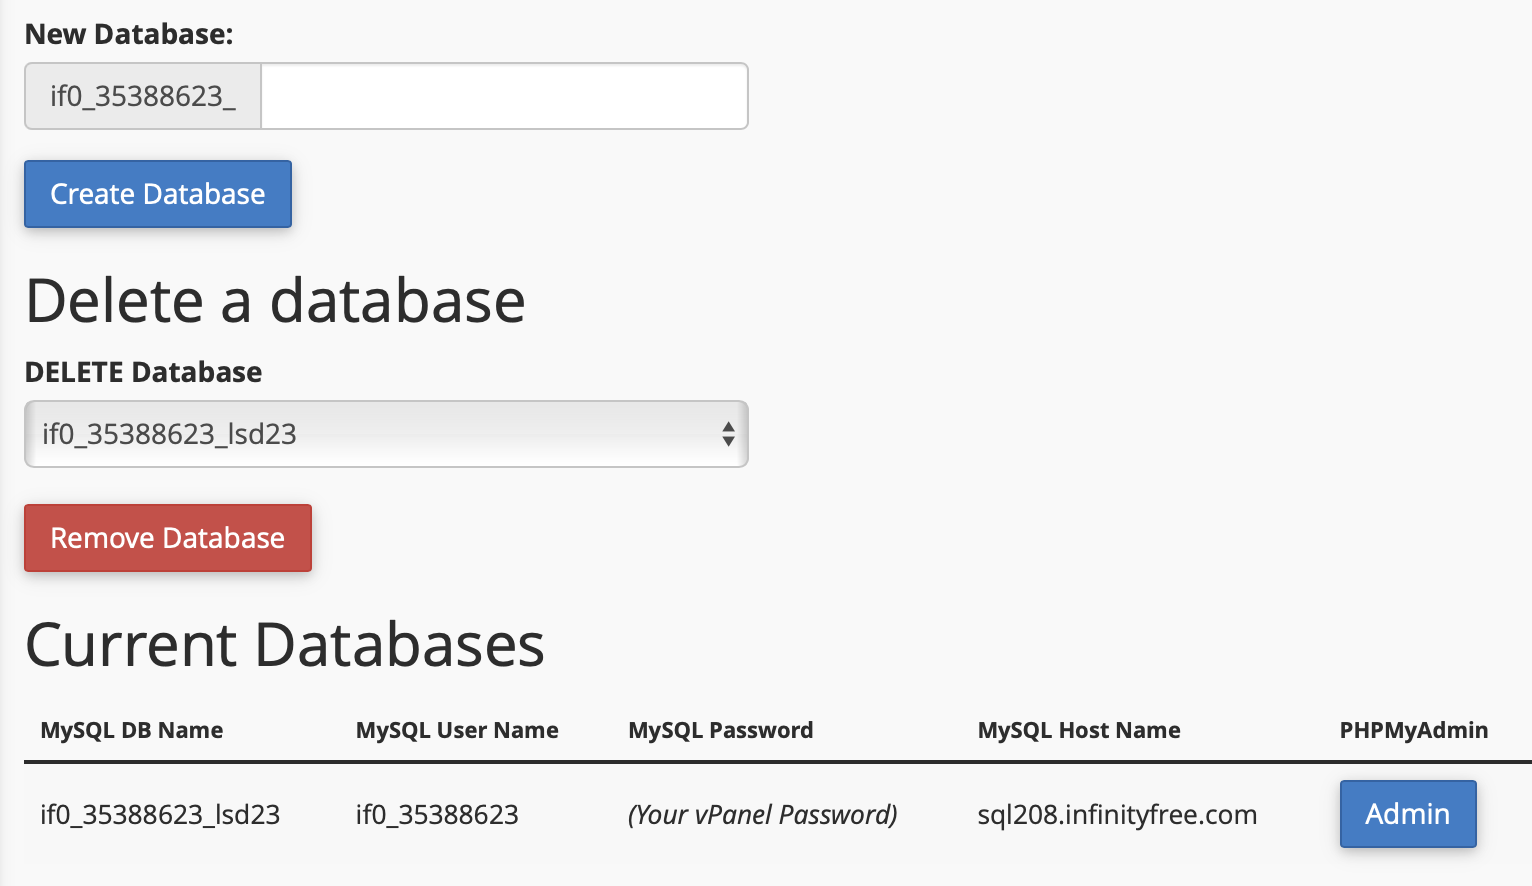 New Database:
if0_35388623_
Create Database
Delete a database
DELETE Database
if0_35388623_lsd23
Remove Database
Current Databases
MySQL DB Name MySQL User Name MySQL Password MySQL Host Name PHPMyAdmin
if0_35388623_lsd23 if0_35388623 (Your vPanel Password) sql208.infinityfree.com Admin